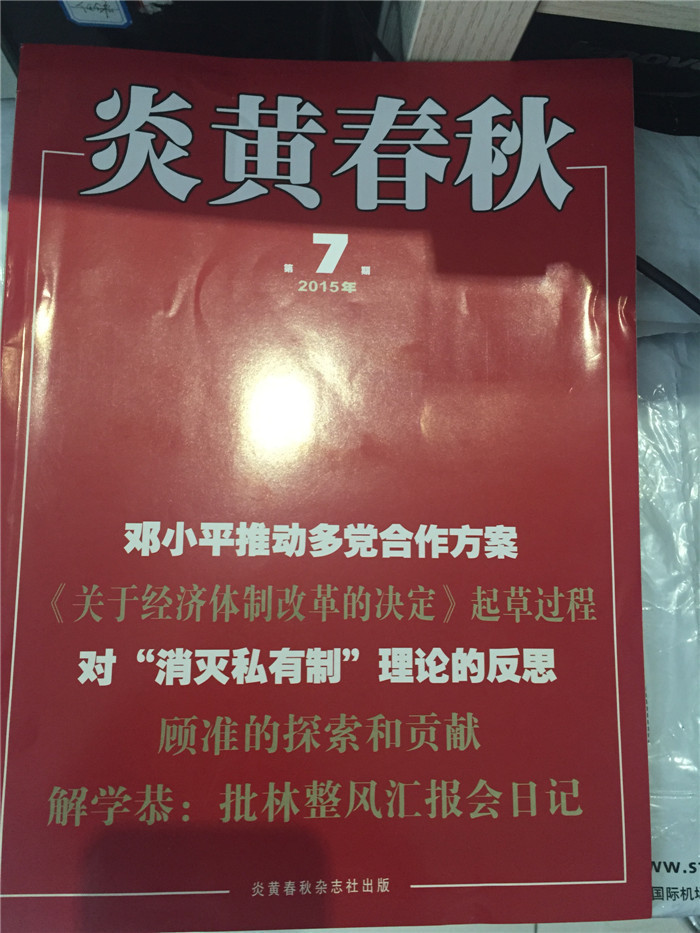 炎黄春秋
第7期
2015年
邓小平推动多党合作方案
《关于经济体制改革的决定》起草过程
对“消灭私有制”理论的反思
顾准的探索和贡献
解学恭：批林整风汇报会日记
炎黄春秋杂志社出版
国际机场